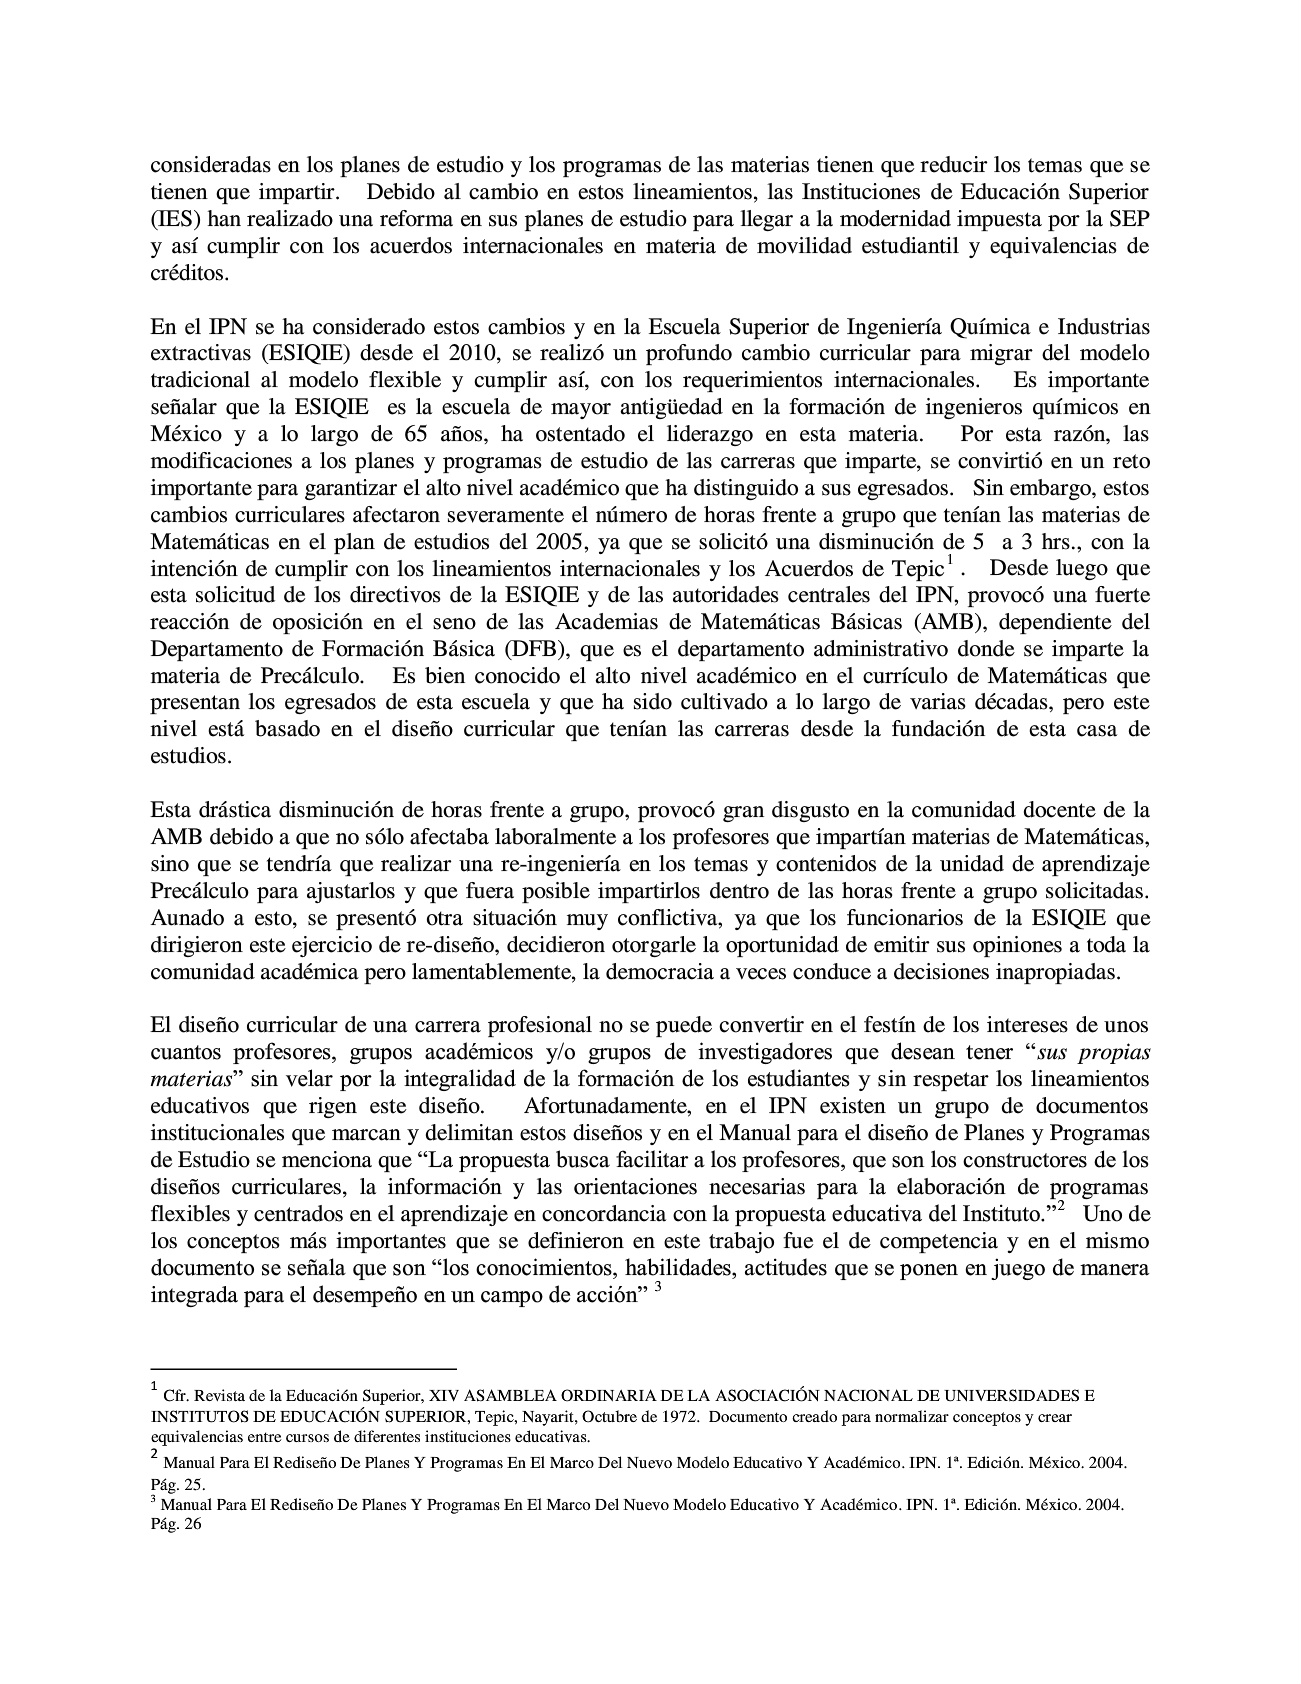 consideradas en los planes de estudio y los programas de las materias tienen que reducir los temas que se
tienen que impartir. Debido al cambio en estos lineamientos, las Instituciones de Educación Superior
(IES) han realizado una reforma en sus planes de estudio para llegar a la modernidad impuesta por la SEP
y así cumplir con los acuerdos internacionales en materia de movilidad estudiantil y equivalencias de
créditos.
En el IPN se ha considerado estos cambios y en la Escuela Superior de Ingeniería Química e Industrias
extractivas (ESIQIE) desde el 2010, se realizó un profundo cambio curricular para migrar del modelo
tradicional al modelo flexible y cumplir así, con los requerimientos internacionales. Es importante
señalar que la ESIQIE es la escuela de mayor antigüedad en la formación de ingenieros químicos en
México y a lo largo de 65 años, ha ostentado el liderazgo en esta materia. Por esta razón, las
modificaciones a los planes y programas de estudio de las carreras que imparte, se convirtió en un reto
importante para garantizar el alto nivel académico que ha distinguido a sus egresados. Sin embargo, estos
cambios curriculares afectaron severamente el número de horas frente a grupo que tenían las materias de
Matemáticas en el plan de estudios del 2005, ya que se solicitó una disminución de 5 a 3 hrs., con la
intención de cumplir con los lineamientos internacionales y los Acuerdos de Tepic1 . Desde luego que
esta solicitud de los directivos de la ESIQIE y de las autoridades centrales del IPN, provocó una fuerte
reacción de oposición en el seno de las Academias de Matemáticas Básicas (AMB), dependiente del
Departamento de Formación Básica (DFB), que es el departamento administrativo donde se imparte la
materia de Precálculo. Es bien conocido el alto nivel académico en el currículo de Matemáticas que
presentan los egresados de esta escuela y que ha sido cultivado a lo largo de varias décadas, pero este
nivel está basado en el diseño curricular que tenían las carreras desde la fundación de esta casa de
estudios.
Esta drástica disminución de horas frente a grupo, provocó gran disgusto en la comunidad docente de la
AMB debido a que no sólo afectaba laboralmente a los profesores que impartían materias de Matemáticas,
sino que se tendría que realizar una re-ingeniería en los temas y contenidos de la unidad de aprendizaje
Precálculo para ajustarlos y que fuera posible impartirlos dentro de las horas frente a grupo solicitadas.
Aunado a esto, se presentó otra situación muy conflictiva, ya que los funcionarios de la ESIQIE que
dirigieron este ejercicio de re-diseño, decidieron otorgarle la oportunidad de emitir sus opiniones a toda la
comunidad académica pero lamentablemente, la democracia a veces conduce a decisiones inapropiadas.
El diseño curricular de una carrera profesional no se puede convertir en el festín de los intereses de unos
cuantos profesores, grupos académicos y/o grupos de investigadores que desean tener “sus propias
materias” sin velar por la integralidad de la formación de los estudiantes y sin respetar los lineamientos
educativos que rigen este diseño. Afortunadamente, en el IPN existen un grupo de documentos
institucionales que marcan y delimitan estos diseños y en el Manual para el diseño de Planes y Programas
de Estudio se menciona que “La propuesta busca facilitar a los profesores, que son los constructores de los
diseños curriculares, la información y las orientaciones necesarias para la elaboración de programas
flexibles y centrados en el aprendizaje en concordancia con la propuesta educativa del Instituto.”2 Uno de
los conceptos más importantes que se definieron en este trabajo fue el de competencia y en el mismo
documento se señala que son “los conocimientos, habilidades, actitudes que se ponen en juego de manera
integrada para el desempeño en un campo de acción” 3
1 Cfr. Revista de la Educación Superior, XIV ASAMBLEA ORDINARIA DE LA ASOCIACIÓN NACIONAL DE UNIVERSIDADES E
INSTITUTOS DE EDUCACIÓN SUPERIOR, Tepic, Nayarit, Octubre de 1972. Documento creado para normalizar conceptos y crear
equivalencias entre cursos de diferentes instituciones educativas.
2 Manual Para El Rediseño De Planes Y Programas En El Marco Del Nuevo Modelo Educativo Y Académico. IPN. 1ª. Edición. México. 2004.
Pág. 25.
3 Manual Para El Rediseño De Planes Y Programas En El Marco Del Nuevo Modelo Educativo Y Académico. IPN. 1ª. Edición. México. 2004.
Pág. 26